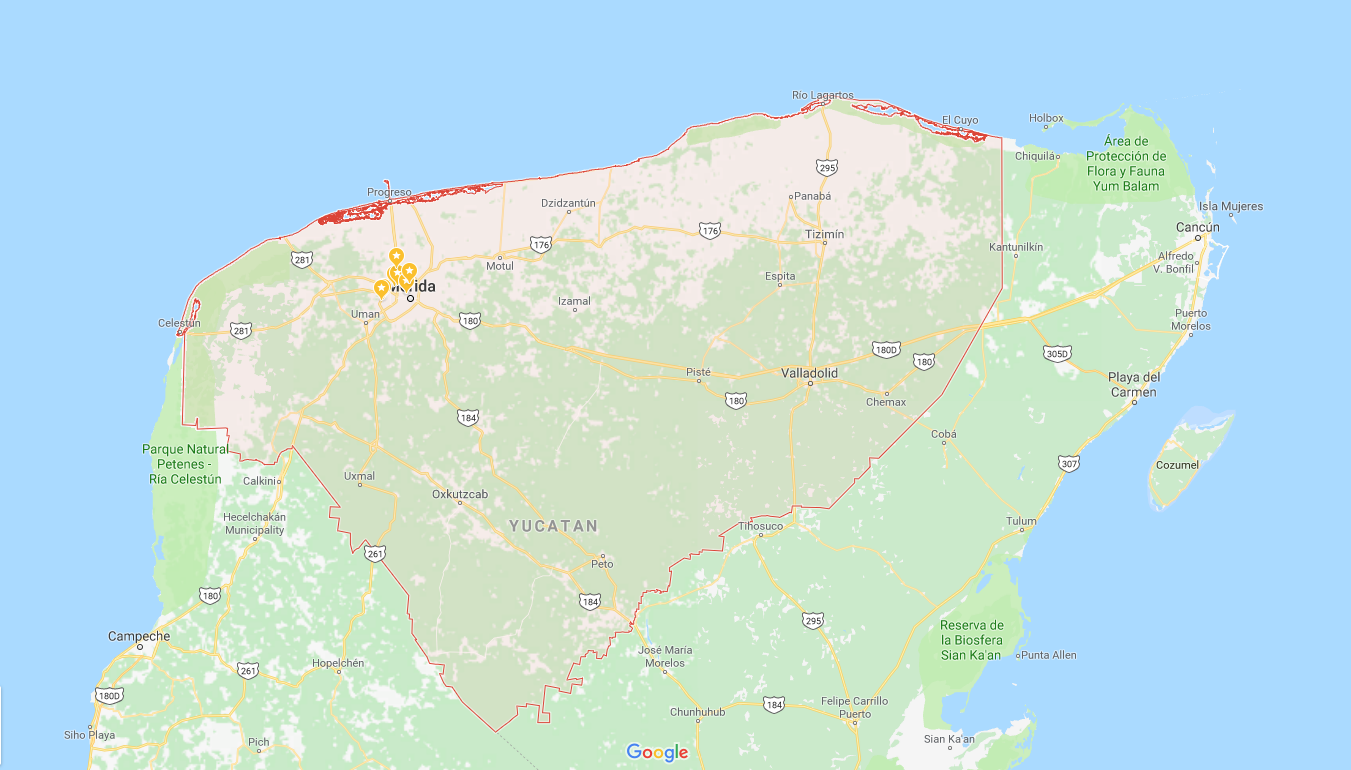 Río Lagartos
El Cuyo
Holbox
Chiquilá
Área de
Protección de
Flora y Fauna
Yum Balam
295
Progreso
Panabá
Dzidzantún
Isla Mujeres
Cancún
176
176
Tizimín
Kantunilkín
281
Motul
Alfredo
V. Bonfil
Espita
Uman
Izamal
Celestún
281
180
Puerto
Morelos
180D
180
305D
Pisté
Valladolid
Playa del
Carmen
180
Chemax
184
Cobá
Parque Natural
Petenes -
Ría Celestún
307
Cozumel
Calkiní
Uxmal
Oxkutzcab
Hecelchakán
Municipality
YUCATAN
Tihosuco
Tulum
261
Peto
180
184
295
Campeche
Reserva de
la Biosfera
Sian Ka'an
Punta Allen
Hopelchén
261
José María
Morelos
180D
184
Felipe Carrillo
Puerto
Chunhuhub
Siho Playa
Pich
Sian Ka'an
Google